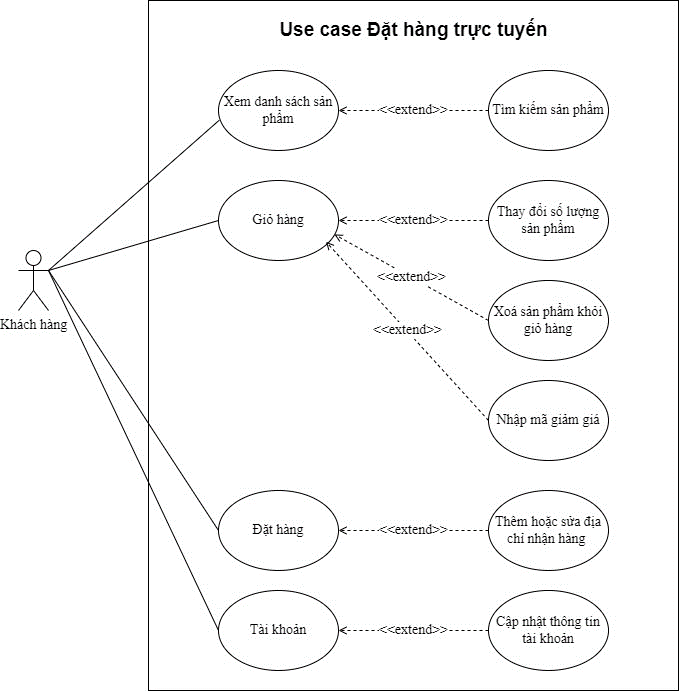 Use case Đặt hàng trực tuyến
Xem danh sách sản
phẩm
<<extend>>
Tìm kiếm sản phẩm
Giỏ hàng
<<extend>>
Thay đổi số lượng
sản phẩm
<<extend>>
Xoá sản phẩm khỏi
giỏ hàng
Khách hàng
<<extend>>
Nhập mã giảm giá
Đặt hàng
<<extend>>
Thêm hoặc sửa địa
chỉ nhận hàng
Tài khoản
<<extend>>
Cập nhật thông tin
tài khoản